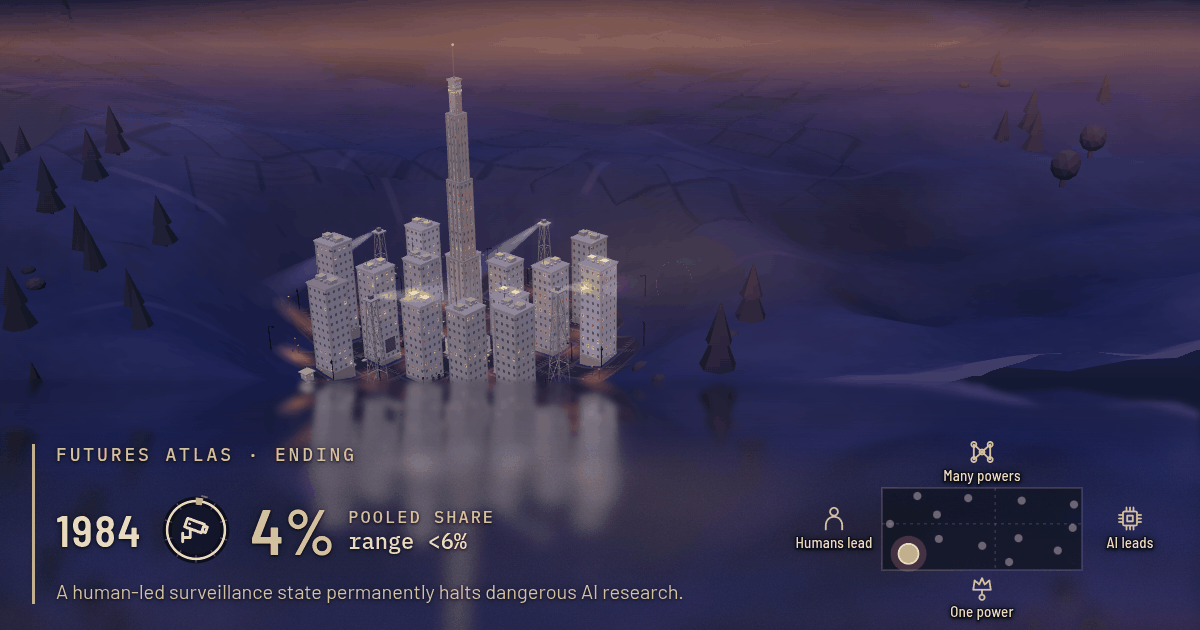 FUTURES ATLAS · ENDING
1984
4%
POOLED SHARE
range <6%
A human-led surveillance state permanently halts dangerous AI research.
Many powers
Humans lead
AI leads
One power